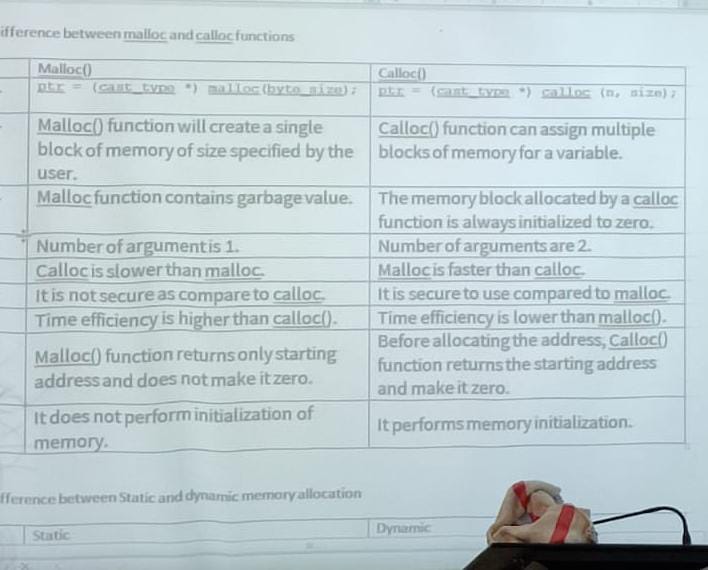 ifference between malloc and calloc functions
Malloc()
Calloc()
ptr = (cast_type *) malloc(byte_size);
ptr = (cast_type *) calloc (n, size);
Malloc() function will create a single
block of memory of size specified by the
user.
Calloc() function can assign multiple
blocks of memory for a variable.
Malloc function contains garbage value.
The memory block allocated by a calloc
function is always initialized to zero.
Number of argument is 1.
Number of arguments are 2.
Calloc is slower than malloc.
Malloc is faster than calloc.
It is not secure as compare to calloc.
It is secure to use compared to malloc.
Time efficiency is higher than calloc().
Time efficiency is lower than malloc().
Malloc() function returns only starting
address and does not make it zero.
Before allocating the address, Calloc()
function returns the starting address
and make it zero.
It does not perform initialization of
memory.
It performs memory initialization.
fference between Static and dynamic memory allocation
Static
Dynamic